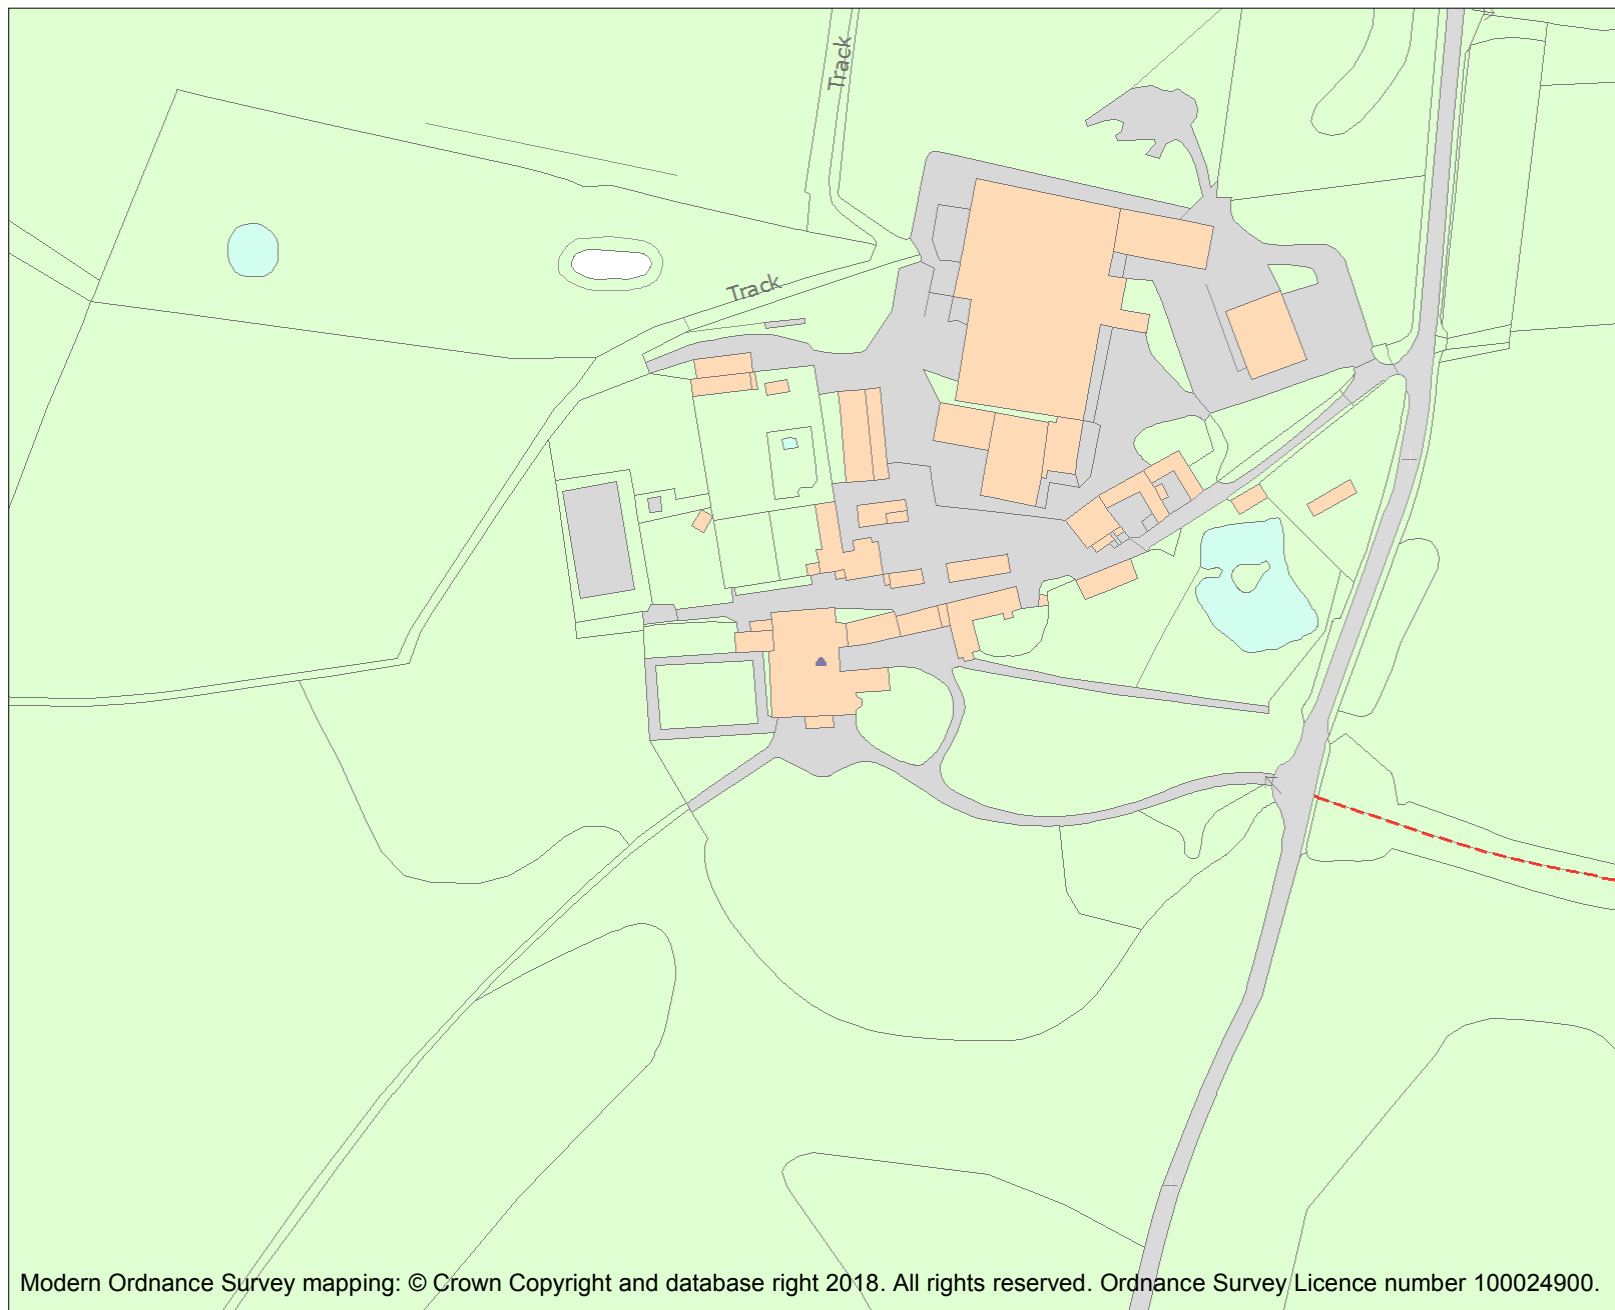 Track
Track
Modern Ordnance Survey mapping: © Crown Copyright and database right 2018. All rights reserved. Ordnance Survey Licence number 100024900.